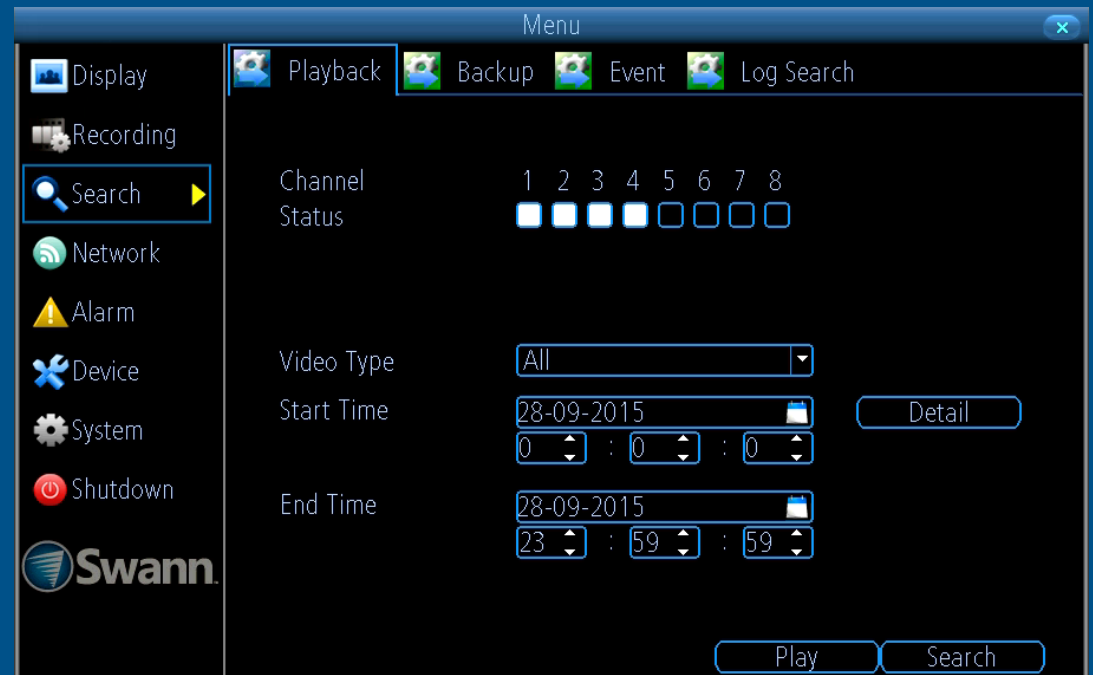 Menu
Display
Recording
Search
Network
Alarm
Device
System
Shutdown
Swann.
Playback Backup Event Log Search
Channel 1 2 3 4 5 6 7 8
Status
Video Type All
Start Time 28-09-2015 Detail
0 : 0 : 0
End Time 28-09-2015
23 : 59 : 59
Play Search